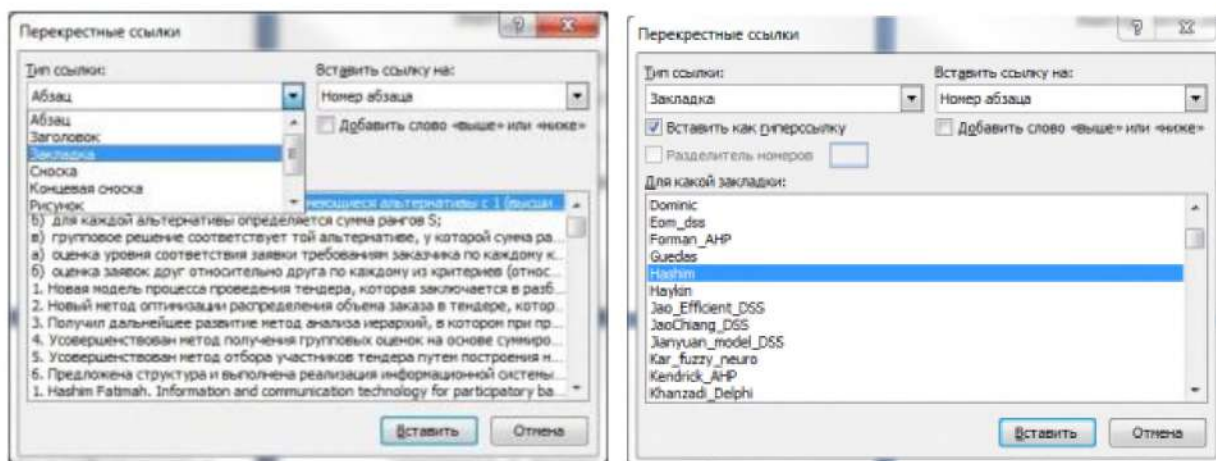 Перекрестные ссылки
Тип ссылки:
Вставить ссылку на:
Абзац
Номер абзаца
Добавить слово «выше» или «ниже»
Абзац
Заголовок
Закладка
Сноска
Концевая сноска
Рисунок
имеющиеся альтернативы с 1 (высши
б) для каждой альтернативы определяется сумма рангов S;
в) групповое решение соответствует той альтернативе, у которой сумма ра...
а) оценка уровня соответствия заявки требованиям заказчика по каждому к...
б) оценка заявок друг относительно друга по каждому из критериев (относ...
1. Новая модель процесса проведения тендера, которая заключается в разб...
2. Новый метод оптимизации распределения объема заказа в тендере, котор...
3. Получил дальнейшее развитие метод анализа иерархий, в котором при пр...
4. Усовершенствован метод получения групповых оценок на основе суммиро...
5. Усовершенствован метод отбора участников тендера путем построения н...
6. Предложена структура и выполнена реализация информационной системы
1. Hashim Fatimah. Information and communication technology for participatory ba...
Вставить
Отмена
Перекрестные ссылки
Тип ссылки:
Вставить ссылку на:
Закладка
Номер абзаца
Вставить как гиперссылку
Добавить слово «выше» или «ниже»
Разделитель номеров
Для какой закладки:
Dominic
Eom_dss
Forman_AHP
Guedas
Hashim
Haykin
Jao_Efficient_DSS
JaoChiang_DSS
Jianyuan_model_DSS
Kar_fuzzy_neuro
Kendrick_AHP
Khanzadi_Delphi
Вставить
Отмена